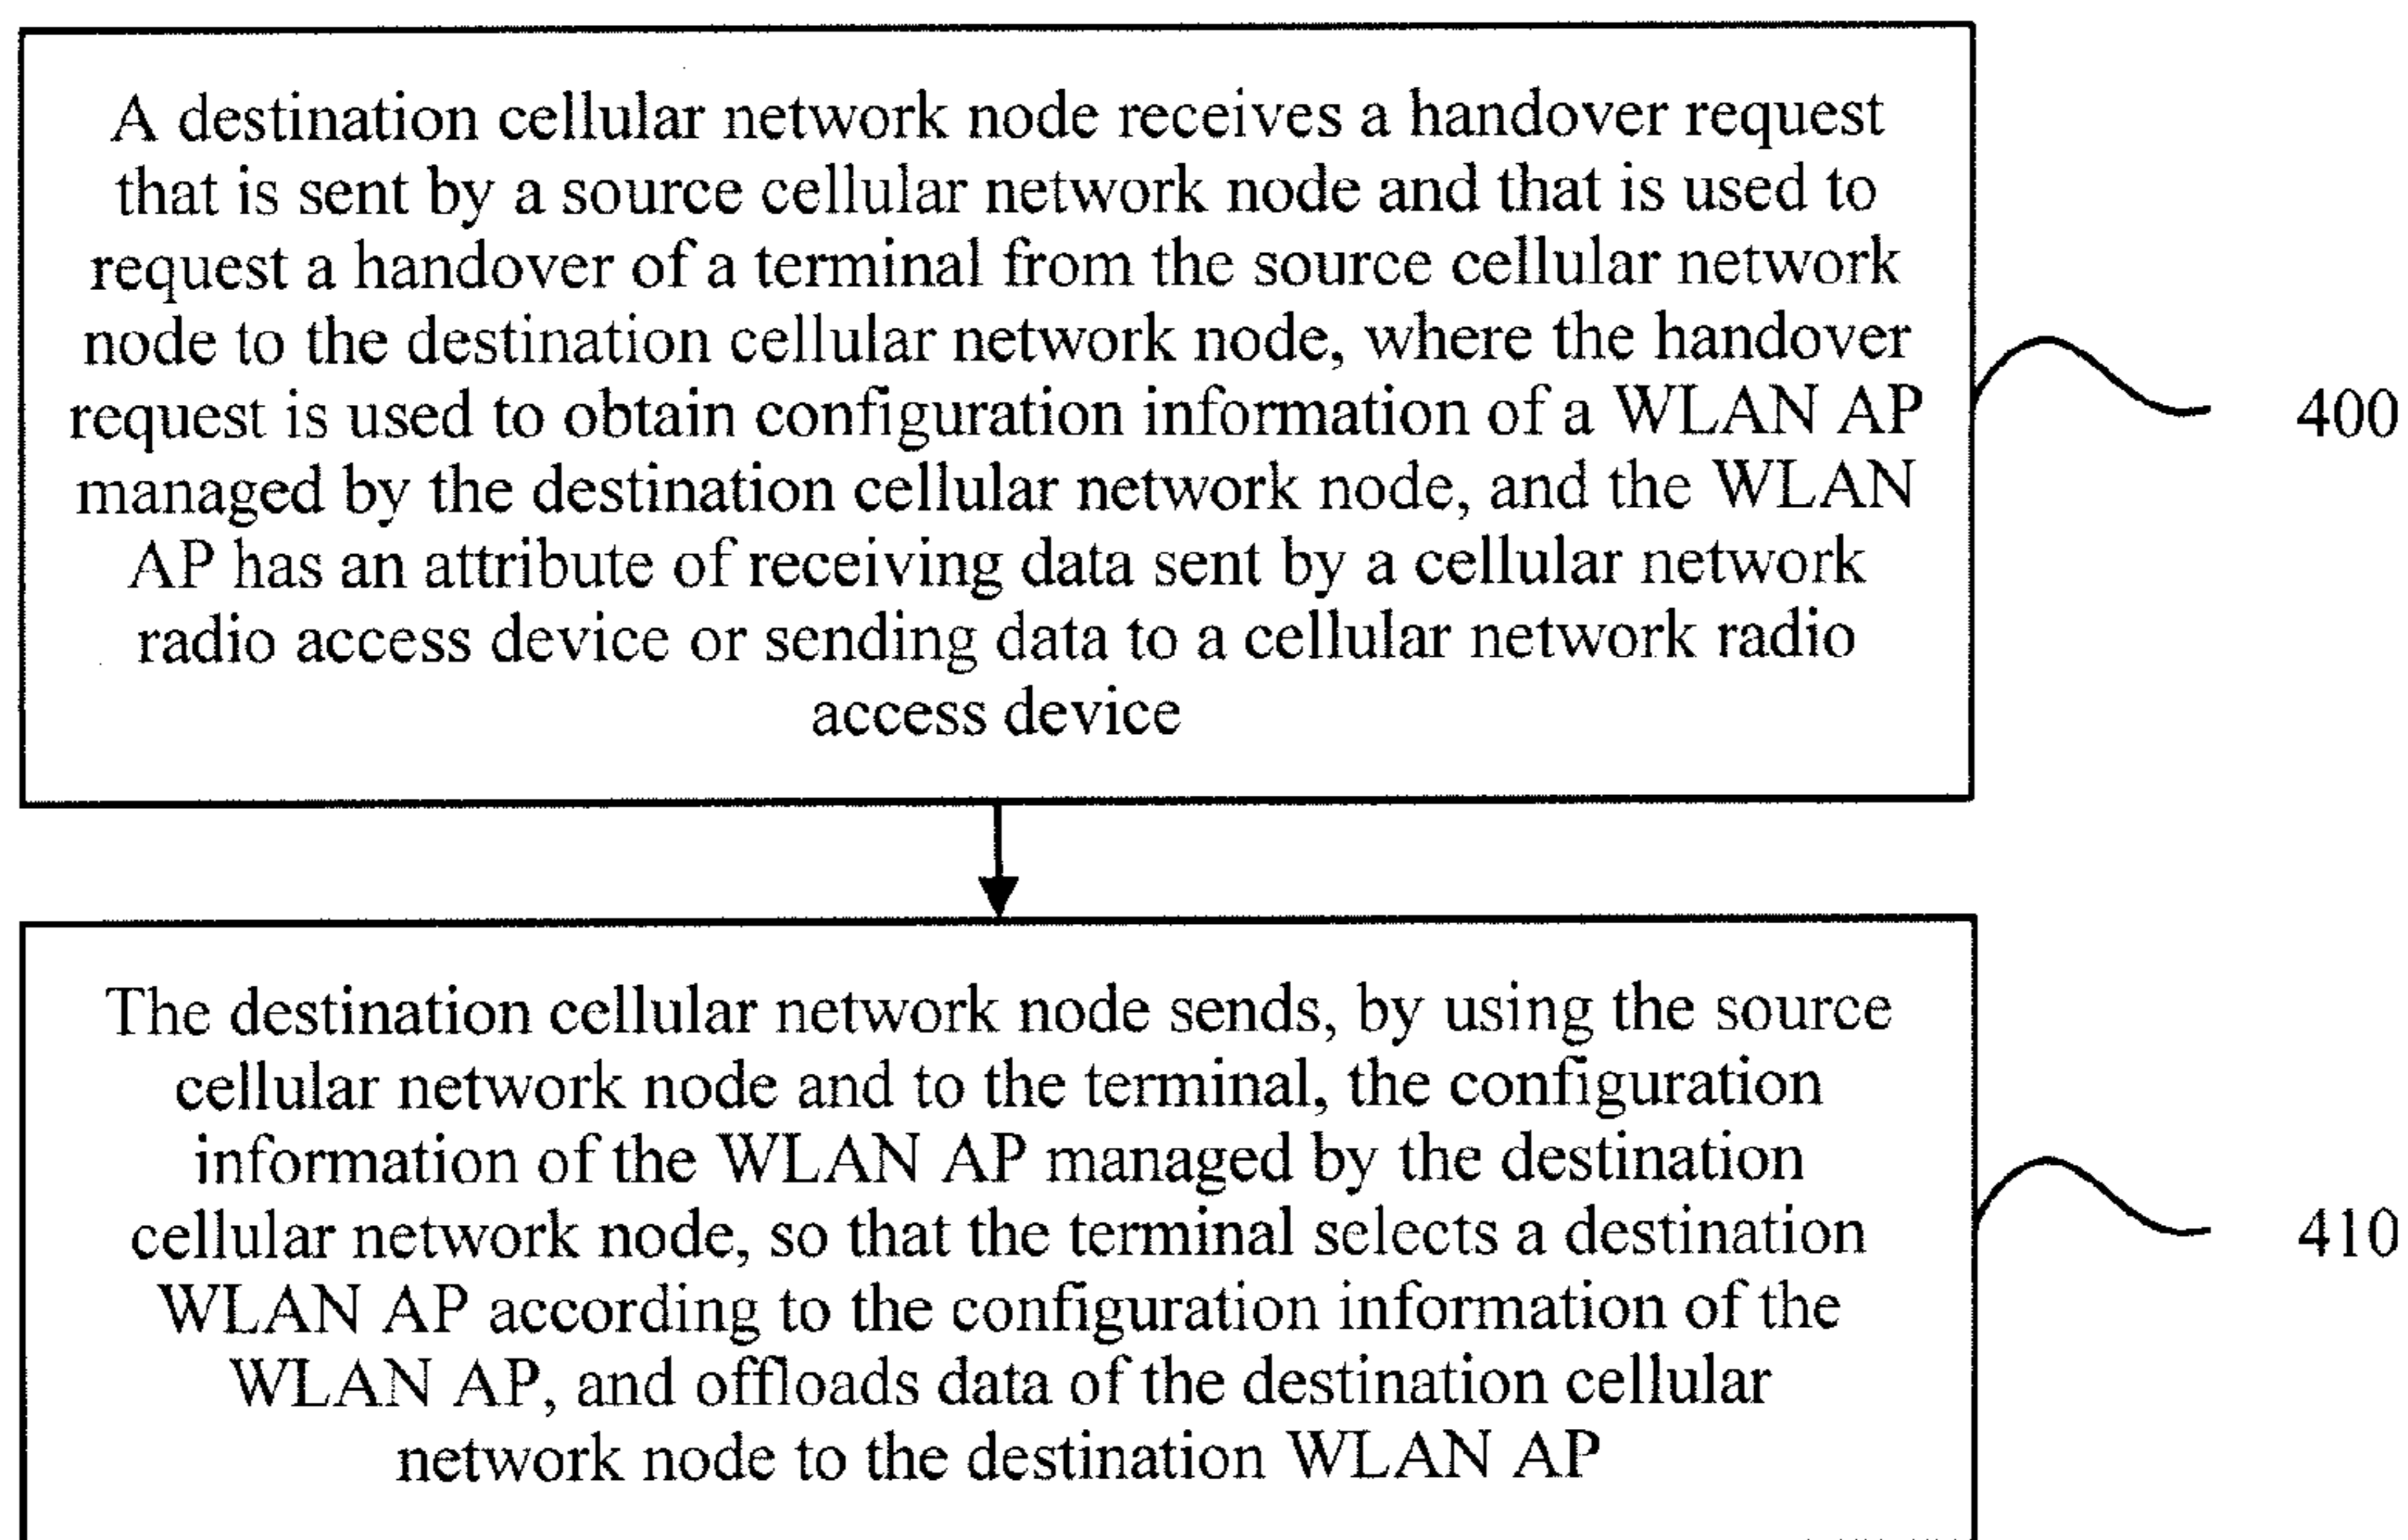 A destination cellular network node receives a handover request
that is sent by a source cellular network node and that is used to
request a handover of a terminal from the source cellular network
node to the destination cellular network node, where the handover
request is used to obtain configuration information of a WLAN AP
managed by the destination cellular network node, and the WLAN
AP has an attribute of receiving data sent by a cellular network
radio access device or sending data to a cellular network radio
access device
400
The destination cellular network node sends, by using the source
cellular network node and to the terminal, the configuration
information of the WLAN AP managed by the destination
cellular network node, so that the terminal selects a destination
WLAN AP according to the configuration information of the
WLAN AP, and offloads data of the destination cellular
network node to the destination WLAN AP
410